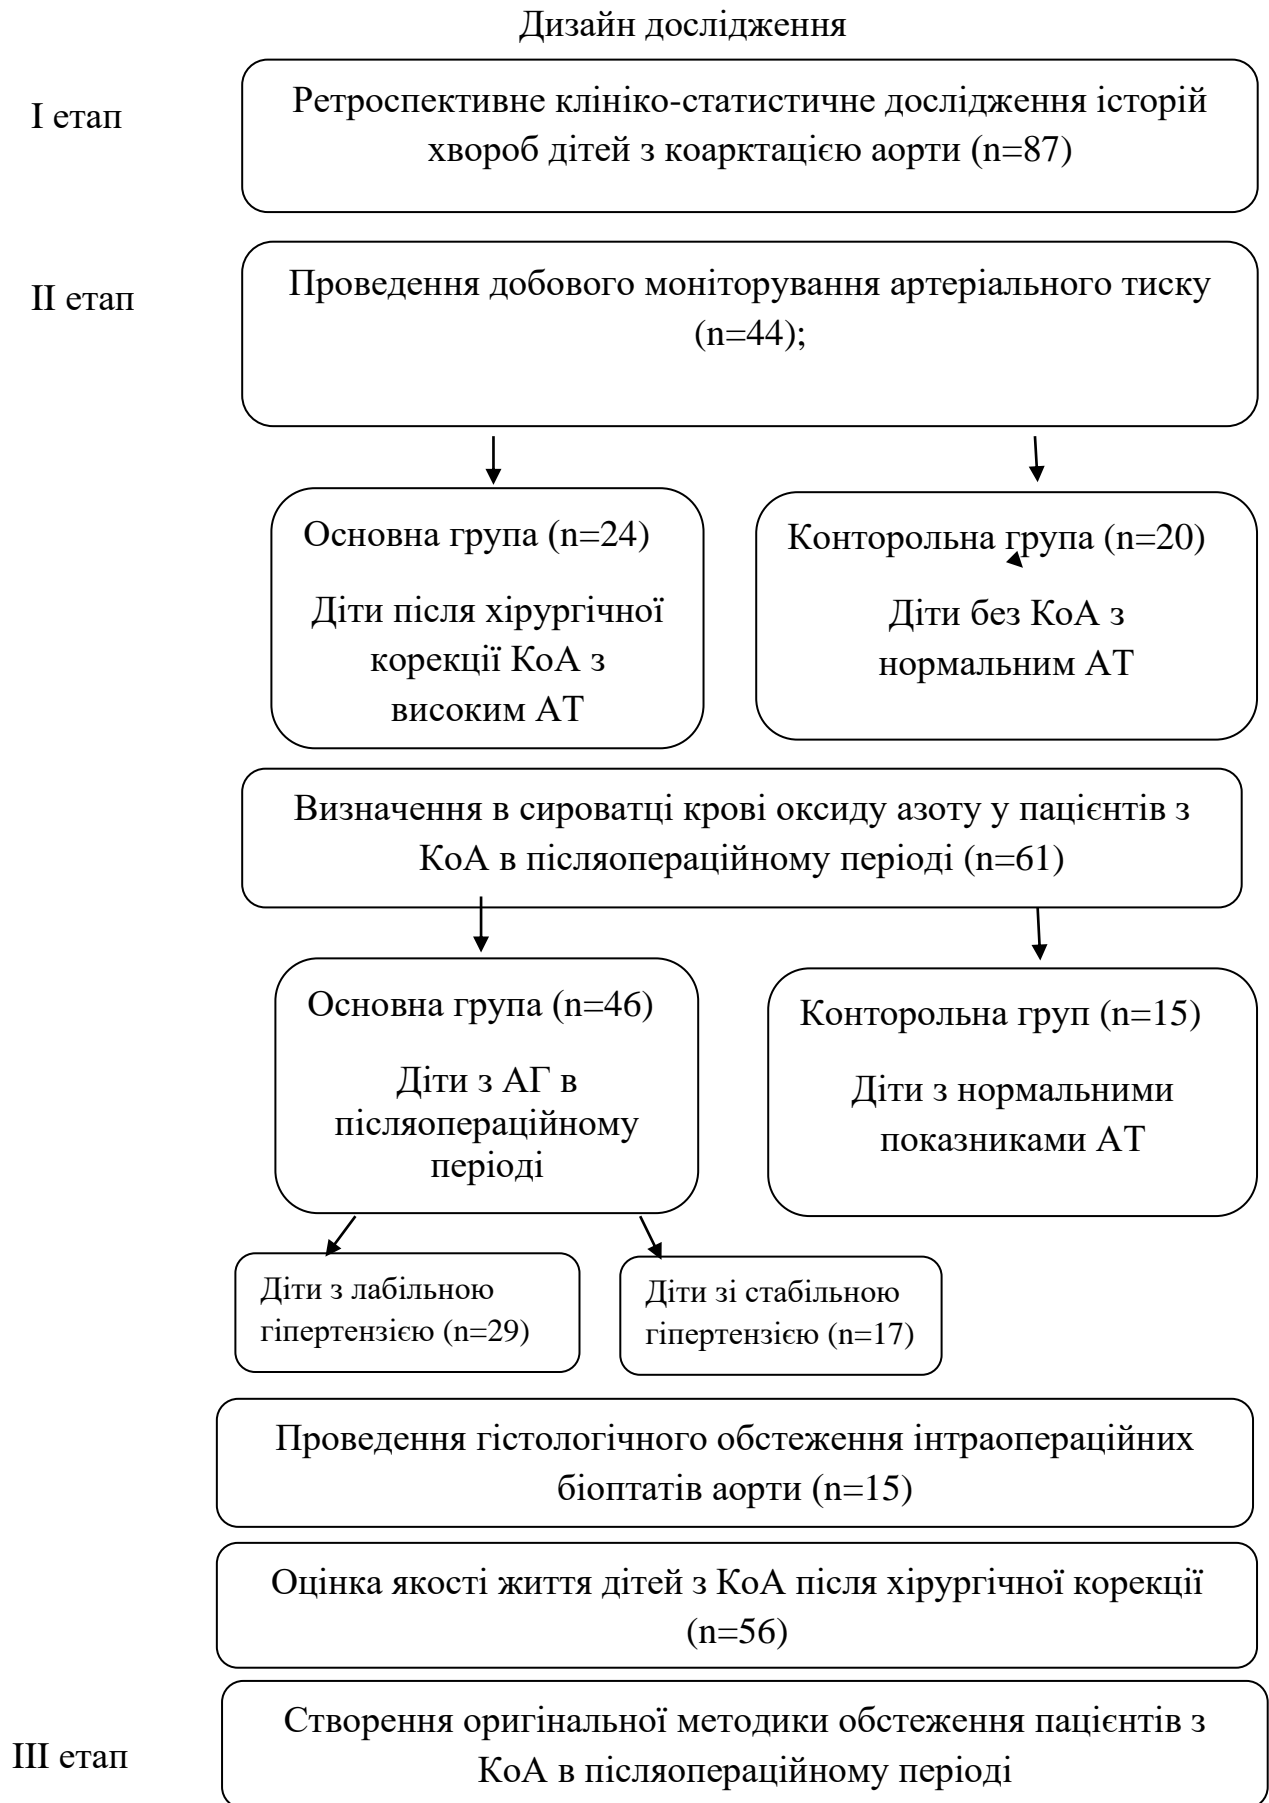 Дизайн дослідження
І етап
Ретроспективне клініко-статистичне дослідження історій
хвороб дітей з коарктацією аорти (n=87)
ІІ етап
Проведення добового моніторування артеріального тиску
(n=44);
Основна група (n=24)
Діти після хірургічної
корекції КоА з
високим АТ
Конторольна група (n=20)
Діти без КоА з
нормальним АТ
Визначення в сироватці крові оксиду азоту у пацієнтів з
КоА в післяопераційному періоді (n=61)
Основна група (n=46)
Діти з АГ в
післяопераційному
періоді
Конторольна груп (n=15)
Діти з нормальними
показниками АТ
Діти з лабільною
гіпертензією (n=29)
Діти зі стабільною
гіпертензією (n=17)
Проведення гістологічного обстеження інтраопераційних
біоптатів аорти (n=15)
Оцінка якості життя дітей з КоА після хірургічної корекції
(n=56)
ІІІ етап
Створення оригінальної методики обстеження пацієнтів з
КоА в післяопераційному періоді